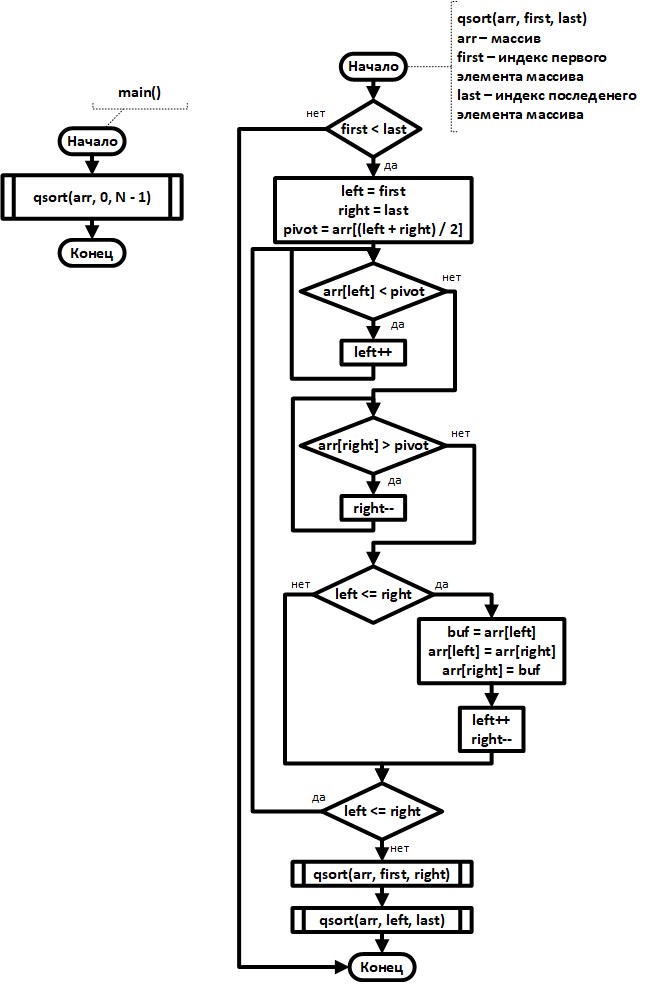 main()
Начало
qsort(arr, 0, N - 1)
Конец
qsort(arr, first, last)
arr – массив
first – индекс первого
элемента массива
last – индекс последенего
элемента массива
Начало
нет
first < last
да
left = first
right = last
pivot = arr[(left + right) / 2]
нет
arr[left] < pivot
да
left++
нет
arr[right] > pivot
да
right--
нет
left <= right
да
buf = arr[left]
arr[left] = arr[right]
arr[right] = buf
left++
right--
да
left <= right
нет
qsort(arr, first, right)
qsort(arr, left, last)
Конец